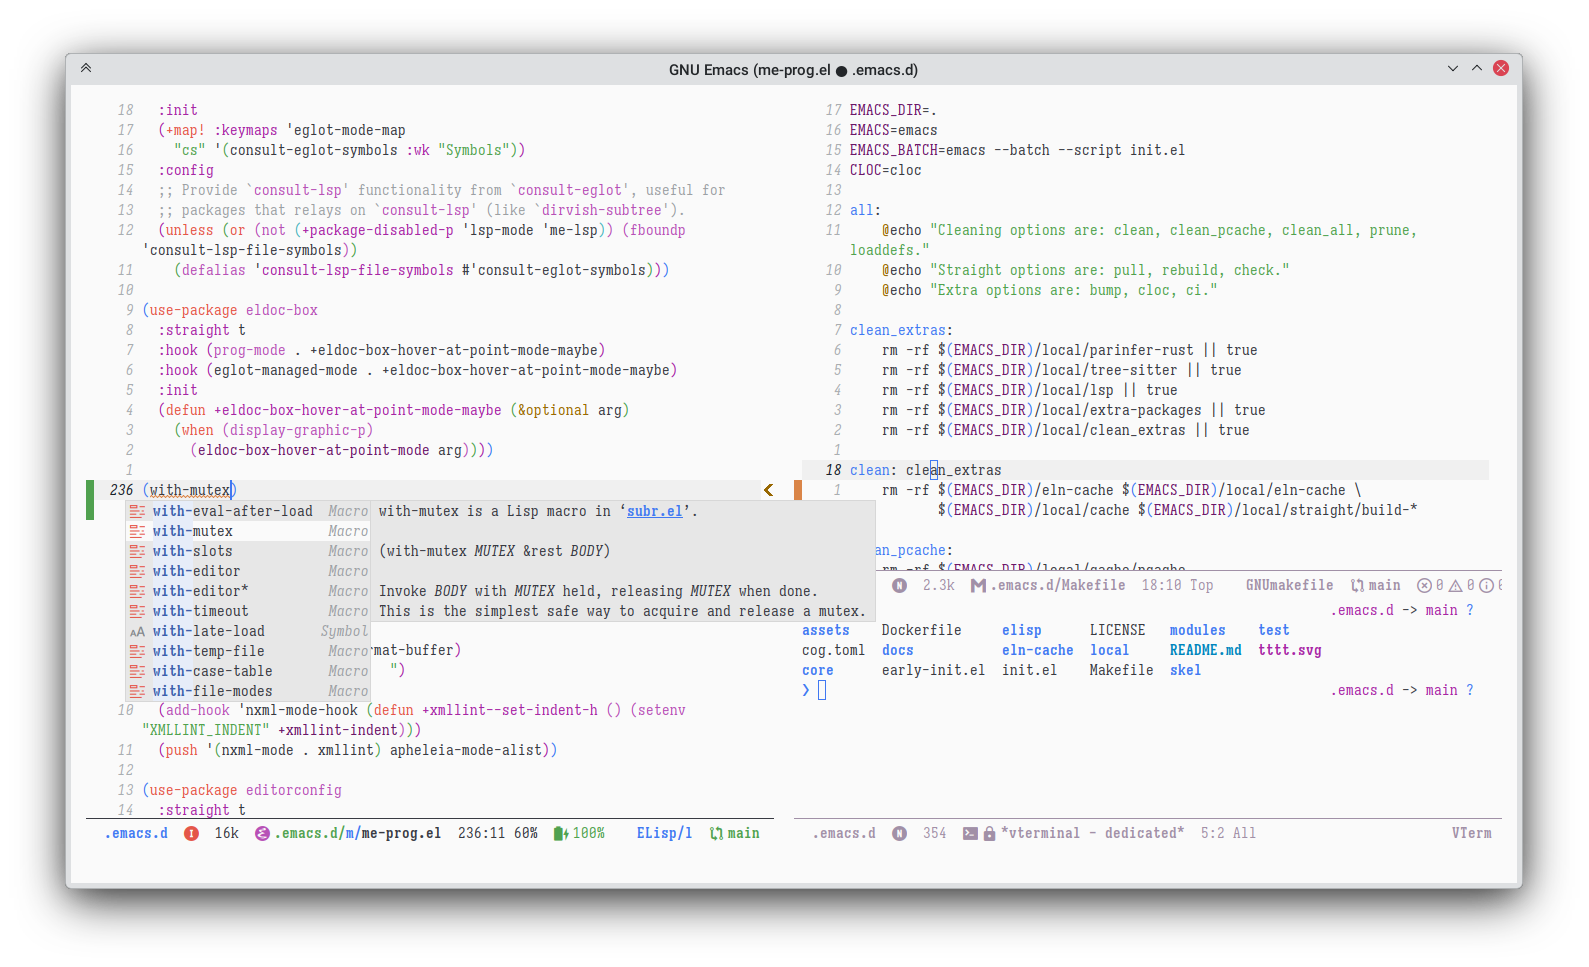 GNU Emacs (me-prog.el ● .emacs.d)
18 :init
17 (+map! :keymaps 'eglot-mode-map
16 "cs" '(consult-eglot-symbols :wk "Symbols"))
15 :config
14 ;; Provide `consult-lsp' functionality from `consult-eglot', useful for
13 ;; packages that relays on `consult-lsp' (like `dirvish-subtree').
12 (unless (or (not (+package-disabled-p 'lsp-mode 'me-lsp)) (fboundp
'consult-lsp-file-symbols))
11 (defalias 'consult-lsp-file-symbols #'consult-eglot-symbols)))
10
9 (use-package eldoc-box
8 :straight t
7 :hook (prog-mode . +eldoc-box-hover-at-point-mode-maybe)
6 :hook (eglot-managed-mode . +eldoc-box-hover-at-point-mode-maybe)
5 :init
4 (defun +eldoc-box-hover-at-point-mode-maybe (&optional arg)
3 (when (display-graphic-p)
2 (eldoc-box-hover-at-point-mode arg))))
1
236 (with-mutex)
with-eval-after-load Macro
with-mutex Macro
with-slots Macro
with-editor Macro
with-editor* Macro
with-timeout Macro
with-late-load Symbol
with-temp-file Macro
with-case-table Macro
with-file-modes Macro
with-mutex is a Lisp macro in ‘subr.el’.
(with-mutex MUTEX &rest BODY)
Invoke BODY with MUTEX held, releasing MUTEX when done.
This is the simplest safe way to acquire and release a mutex.
mat-buffer)
")
10 (add-hook 'nxml-mode-hook (defun +xmllint--set-indent-h () (setenv
"XMLLINT_INDENT" +xmllint-indent)))
11 (push '(nxml-mode . xmllint) apheleia-mode-alist))
12
13 (use-package editorconfig
14 :straight t
.emacs.d I 16k .emacs.d/m/me-prog.el 236:11 60% 100% ELisp/l main
17 EMACS_DIR=.
16 EMACS=emacs
15 EMACS_BATCH=emacs --batch --script init.el
14 CLOC=cloc
13
12 all:
11 @echo "Cleaning options are: clean, clean_pcache, clean_all, prune,
loaddefs."
10 @echo "Straight options are: pull, rebuild, check."
9 @echo "Extra options are: bump, cloc, ci."
8
7 clean_extras:
6 rm -rf $(EMACS_DIR)/local/parinfer-rust || true
5 rm -rf $(EMACS_DIR)/local/tree-sitter || true
4 rm -rf $(EMACS_DIR)/local/lsp || true
3 rm -rf $(EMACS_DIR)/local/extra-packages || true
2 rm -rf $(EMACS_DIR)/local/clean_extras || true
1
18 clean: clean_extras
1 rm -rf $(EMACS_DIR)/eln-cache $(EMACS_DIR)/local/eln-cache \
$(EMACS_DIR)/local/cache $(EMACS_DIR)/local/straight/build-*
an_pcache:
rm -rf $(EMACS_DIR)/local/cache/pcache
N 2.3k M .emacs.d/Makefile 18:10 Top GNUmakefile main 0 0 0
.emacs.d -> main ?
assets Dockerfile elisp LICENSE modules test
cog.toml docs eln-cache local README.md tttt.svg
core early-init.el init.el Makefile skel
❯ .emacs.d -> main ?
.emacs.d N 354 *vterminal - dedicated* 5:2 All VTerm